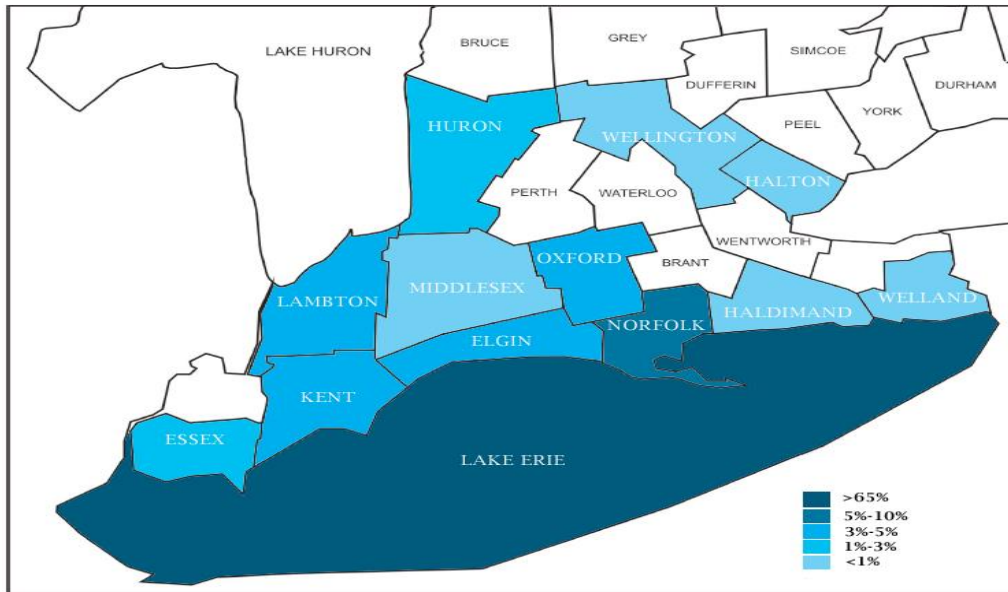 LAKE HURON
BRUCE
GREY
SIMCOE
DUFFERIN
DURHAM
YORK
PEEL
HURON
WELLINGTON
HALTON
PERTH
WATERLOO
WENTWORTH
OXFORD
BRANT
LAMBTON
MIDDLESEX
WELLAND
HALDIMAND
NORFOLK
ELGIN
KENT
ESSEX
LAKE ERIE
>65%
5%-10%
3%-5%
1%-3%
<1%